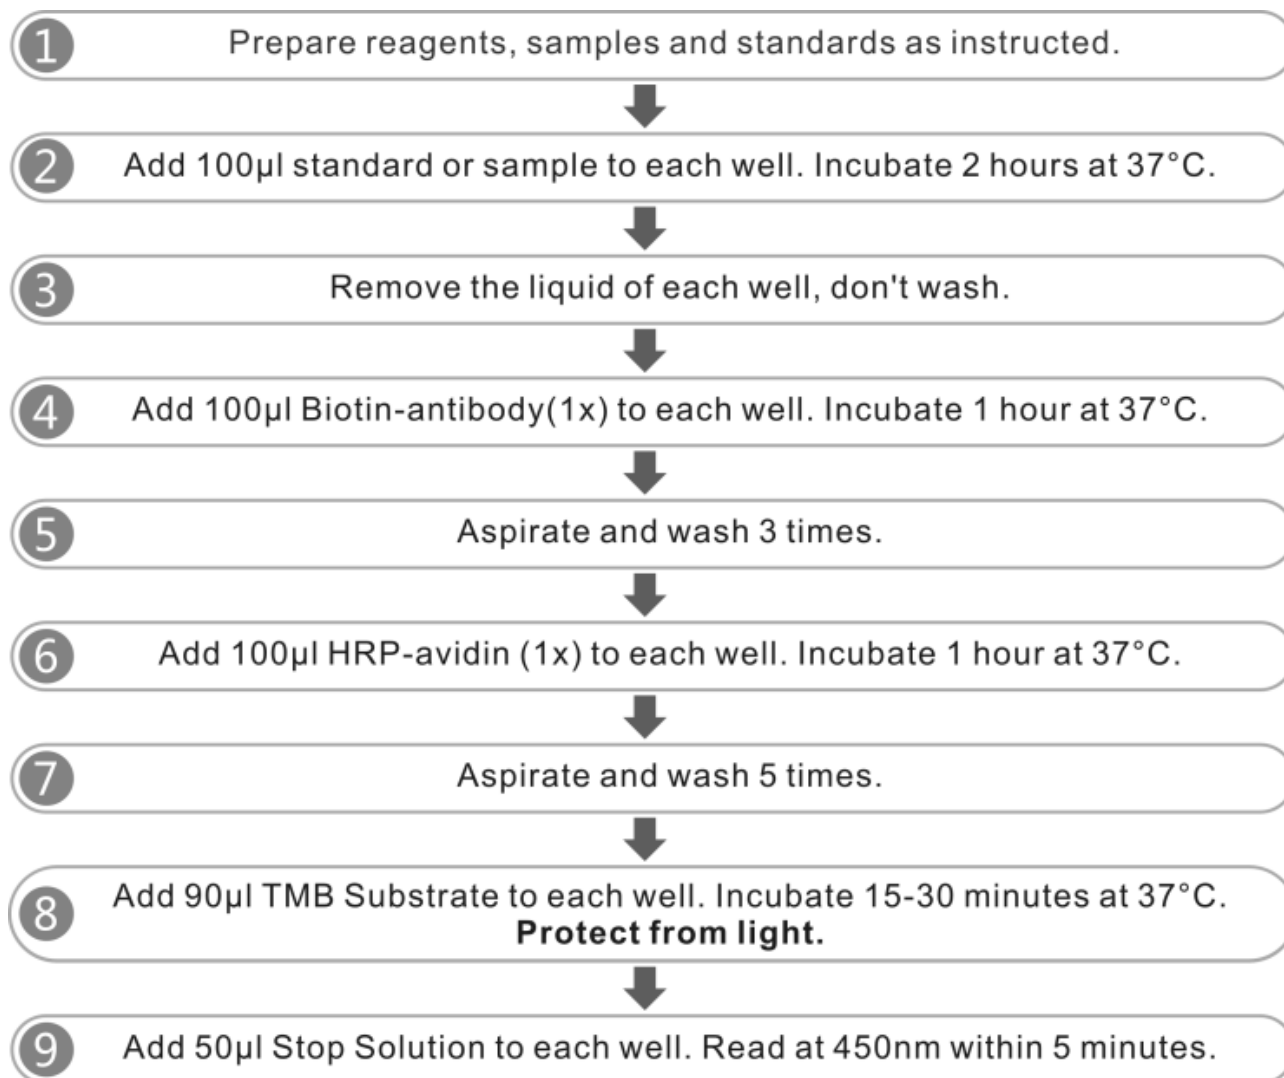 1 Prepare reagents, samples and standards as instructed.
2 Add 100µl standard or sample to each well. Incubate 2 hours at 37°C.
3 Remove the liquid of each well, don't wash.
4 Add 100µl Biotin-antibody(1x) to each well. Incubate 1 hour at 37°C.
5 Aspirate and wash 3 times.
6 Add 100µl HRP-avidin (1x) to each well. Incubate 1 hour at 37°C.
7 Aspirate and wash 5 times.
8 Add 90µl TMB Substrate to each well. Incubate 15-30 minutes at 37°C.
Protect from light.
9 Add 50µl Stop Solution to each well. Read at 450nm within 5 minutes.